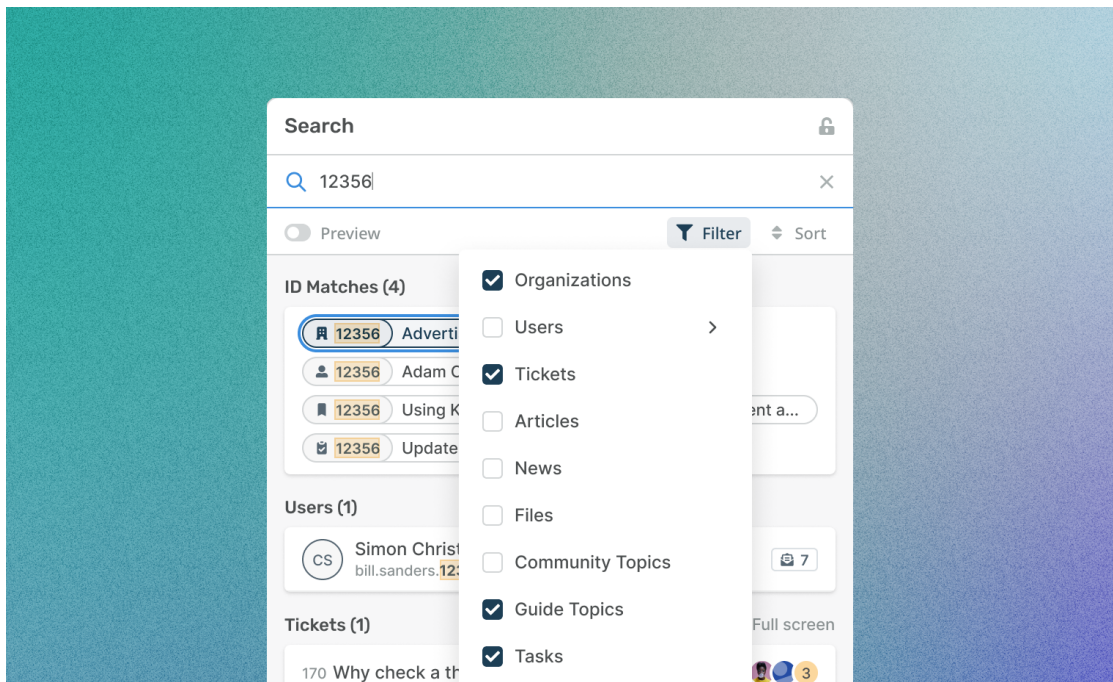 Search
12356
Preview
Filter
Sort
ID Matches (4)
12356 Adverti
12356 Adam
12356 Using
ent a...
12356 Update
Organizations
Users
Tickets
Articles
News
Files
Community Topics
Guide Topics
Tasks
Users (1)
CS
Simon Christ
bill.sanders.123
7
Tickets (1)
Full screen
170 Why check a th
3